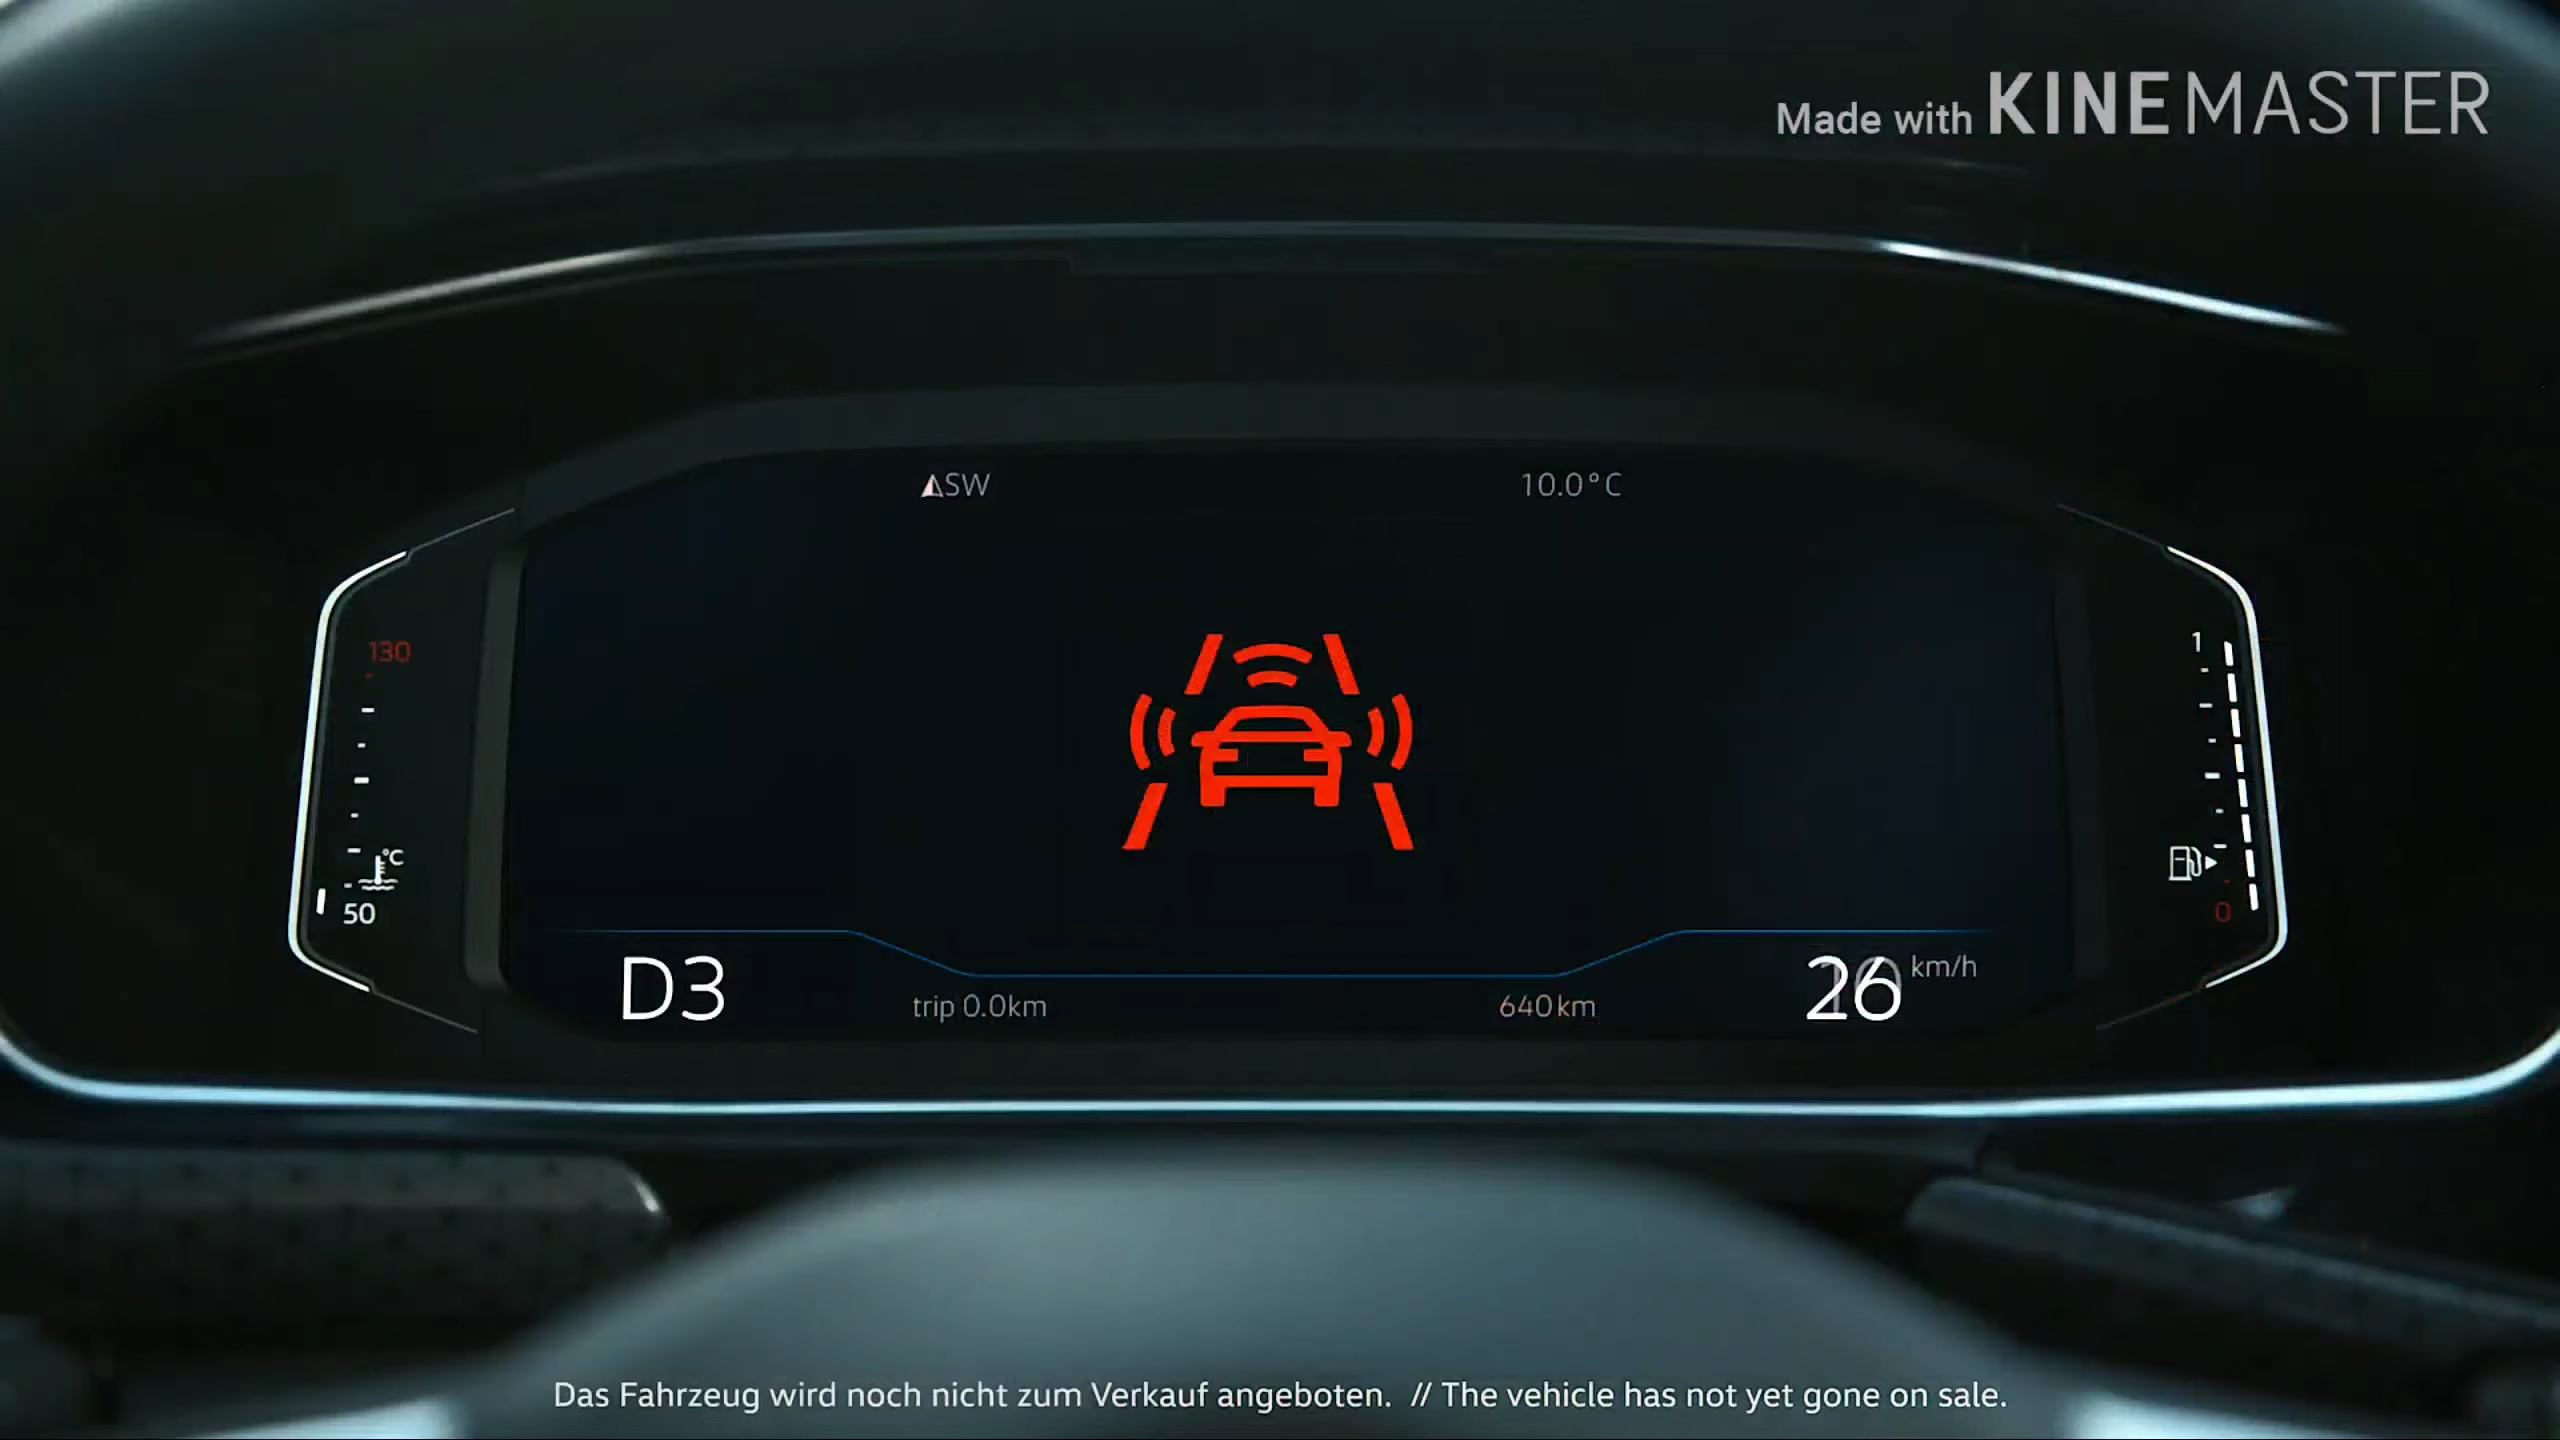 Made with KINEMASTER
SW
10.0°C
130
1
°C
50
0
D3
26 km/h
trip 0.0km
640km
Das Fahrzeug wird noch nicht zum Verkauf angeboten. // The vehicle has not yet gone on sale.